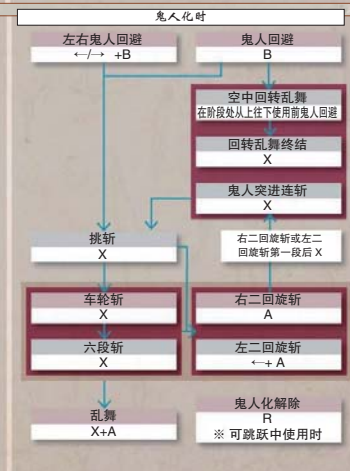 鬼人化时
左右鬼人回避
←/→ +B
鬼人回避
B
空中回转乱舞
在阶段处从上往下使用前鬼人回避
回转乱舞终结
X
鬼人突进连斩
X
挑斩
X
右二回旋斩或左二
回旋斩第一段后 X
车轮斩
X
右二回旋斩
A
六段斩
X
左二回旋斩
←+ A
乱舞
X+A
鬼人化解除
R
※ 可跳跃中使用时